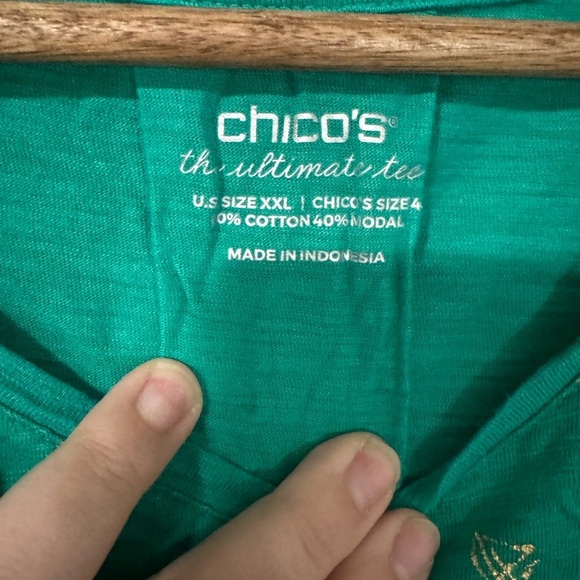 chico's®
the ultimate tee
U.S SIZE XXL | CHICO'S SIZE 4
0% COTTON 40% MODAL
MADE IN INDONESIA